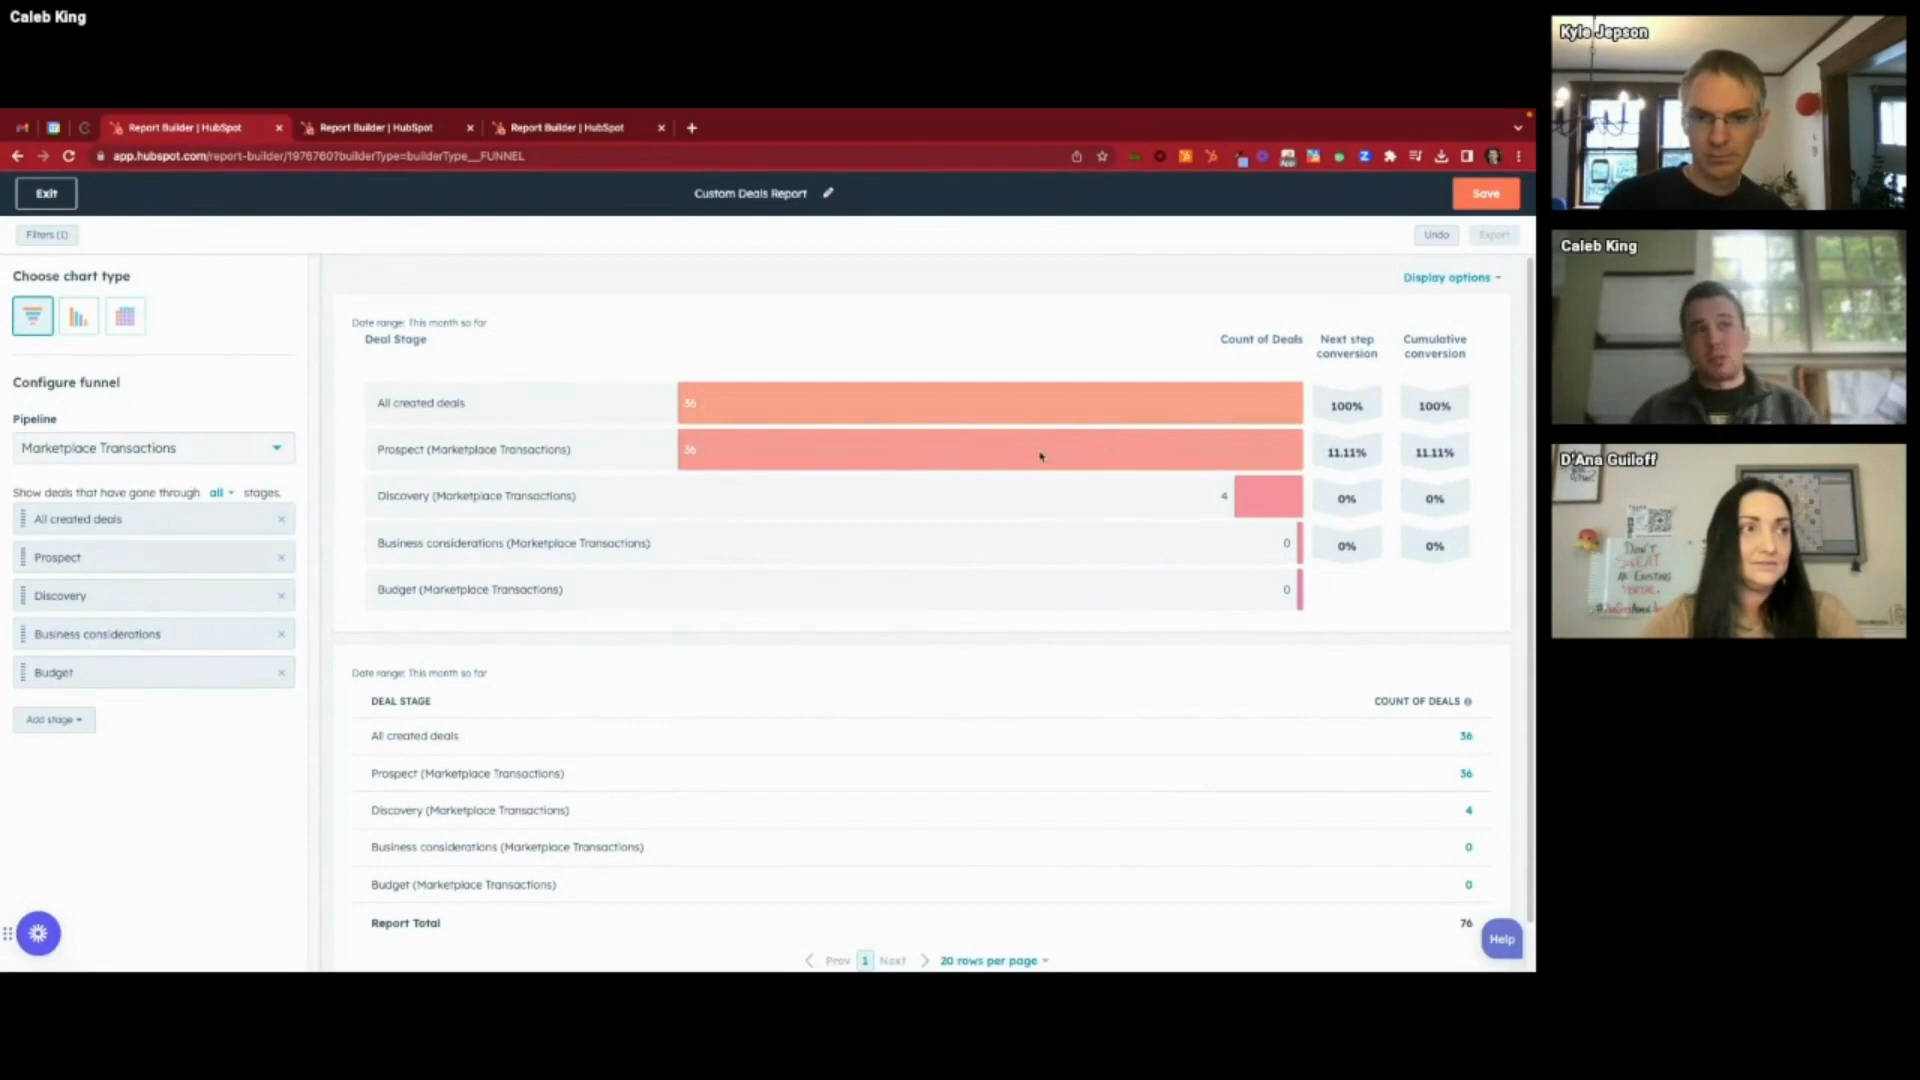 Caleb King
Kyle Jepson
Report Builder | HubSpot
Report Builder | HubSpot
Report Builder | HubSpot
app.hubspot.com/report-builder/19767607builderType=builderType__FUNNEL
Exit
Custom Deals Report
Save
Filters (1)
Undo
Export
Caleb King
Choose chart type
Display options
Date range: This month so far
Deal Stage
Count of Deals
Next step conversion
Cumulative conversion
Configure funnel
All created deals
36
100%
100%
Pipeline
Marketplace Transactions
Prospect (Marketplace Transactions)
36
11.11%
11.11%
D'Ana Guiloff
Show deals that have gone through all stages.
Discovery (Marketplace Transactions)
4
0%
0%
All created deals
Business considerations (Marketplace Transactions)
0
0%
0%
Prospect
DON'T
SWEAT
AN EXISTING
PORTAL.
Discovery
Budget (Marketplace Transactions)
0
Business considerations
Budget
Date range: This month so far
DEAL STAGE
COUNT OF DEALS
Add stage
All created deals
36
Prospect (Marketplace Transactions)
36
Discovery (Marketplace Transactions)
4
Business considerations (Marketplace Transactions)
0
Budget (Marketplace Transactions)
0
Report Total
76
Help
Prev
1
Next
20 rows per page